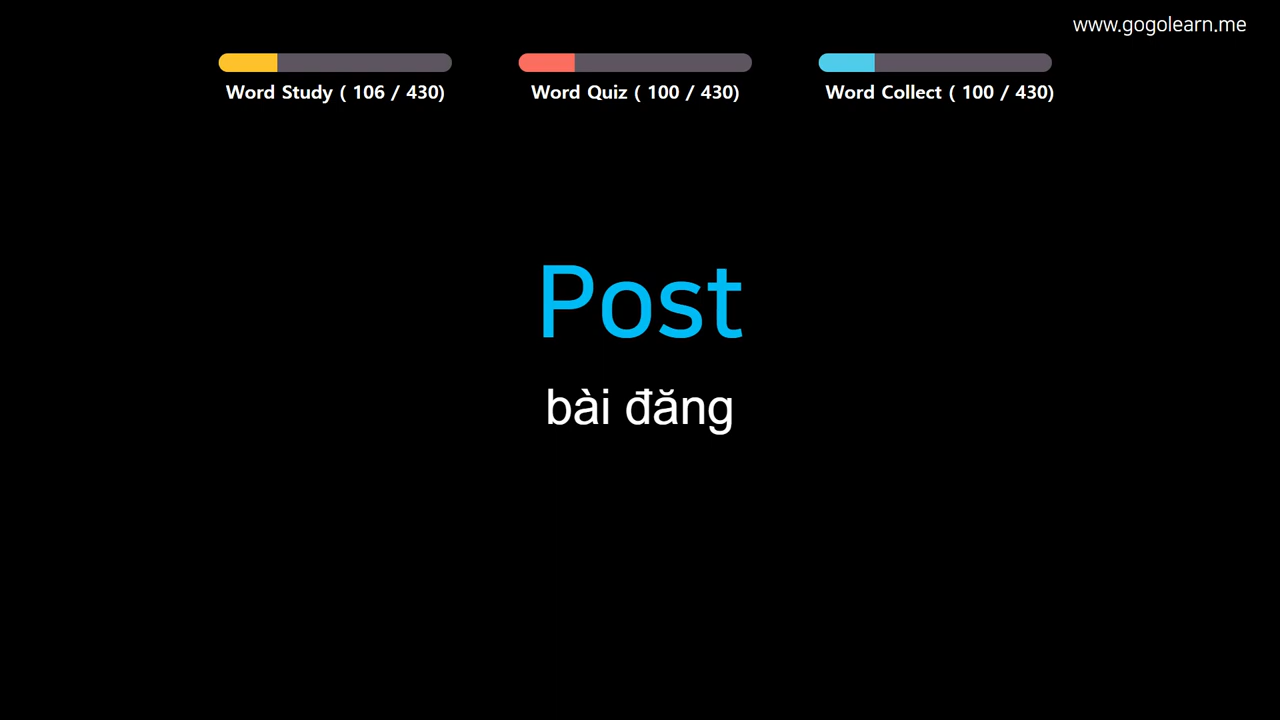 www.gogolearn.me
Word Study ( 106 / 430)
Word Quiz ( 100 / 430)
Word Collect ( 100 / 430)
Post
bài đăng